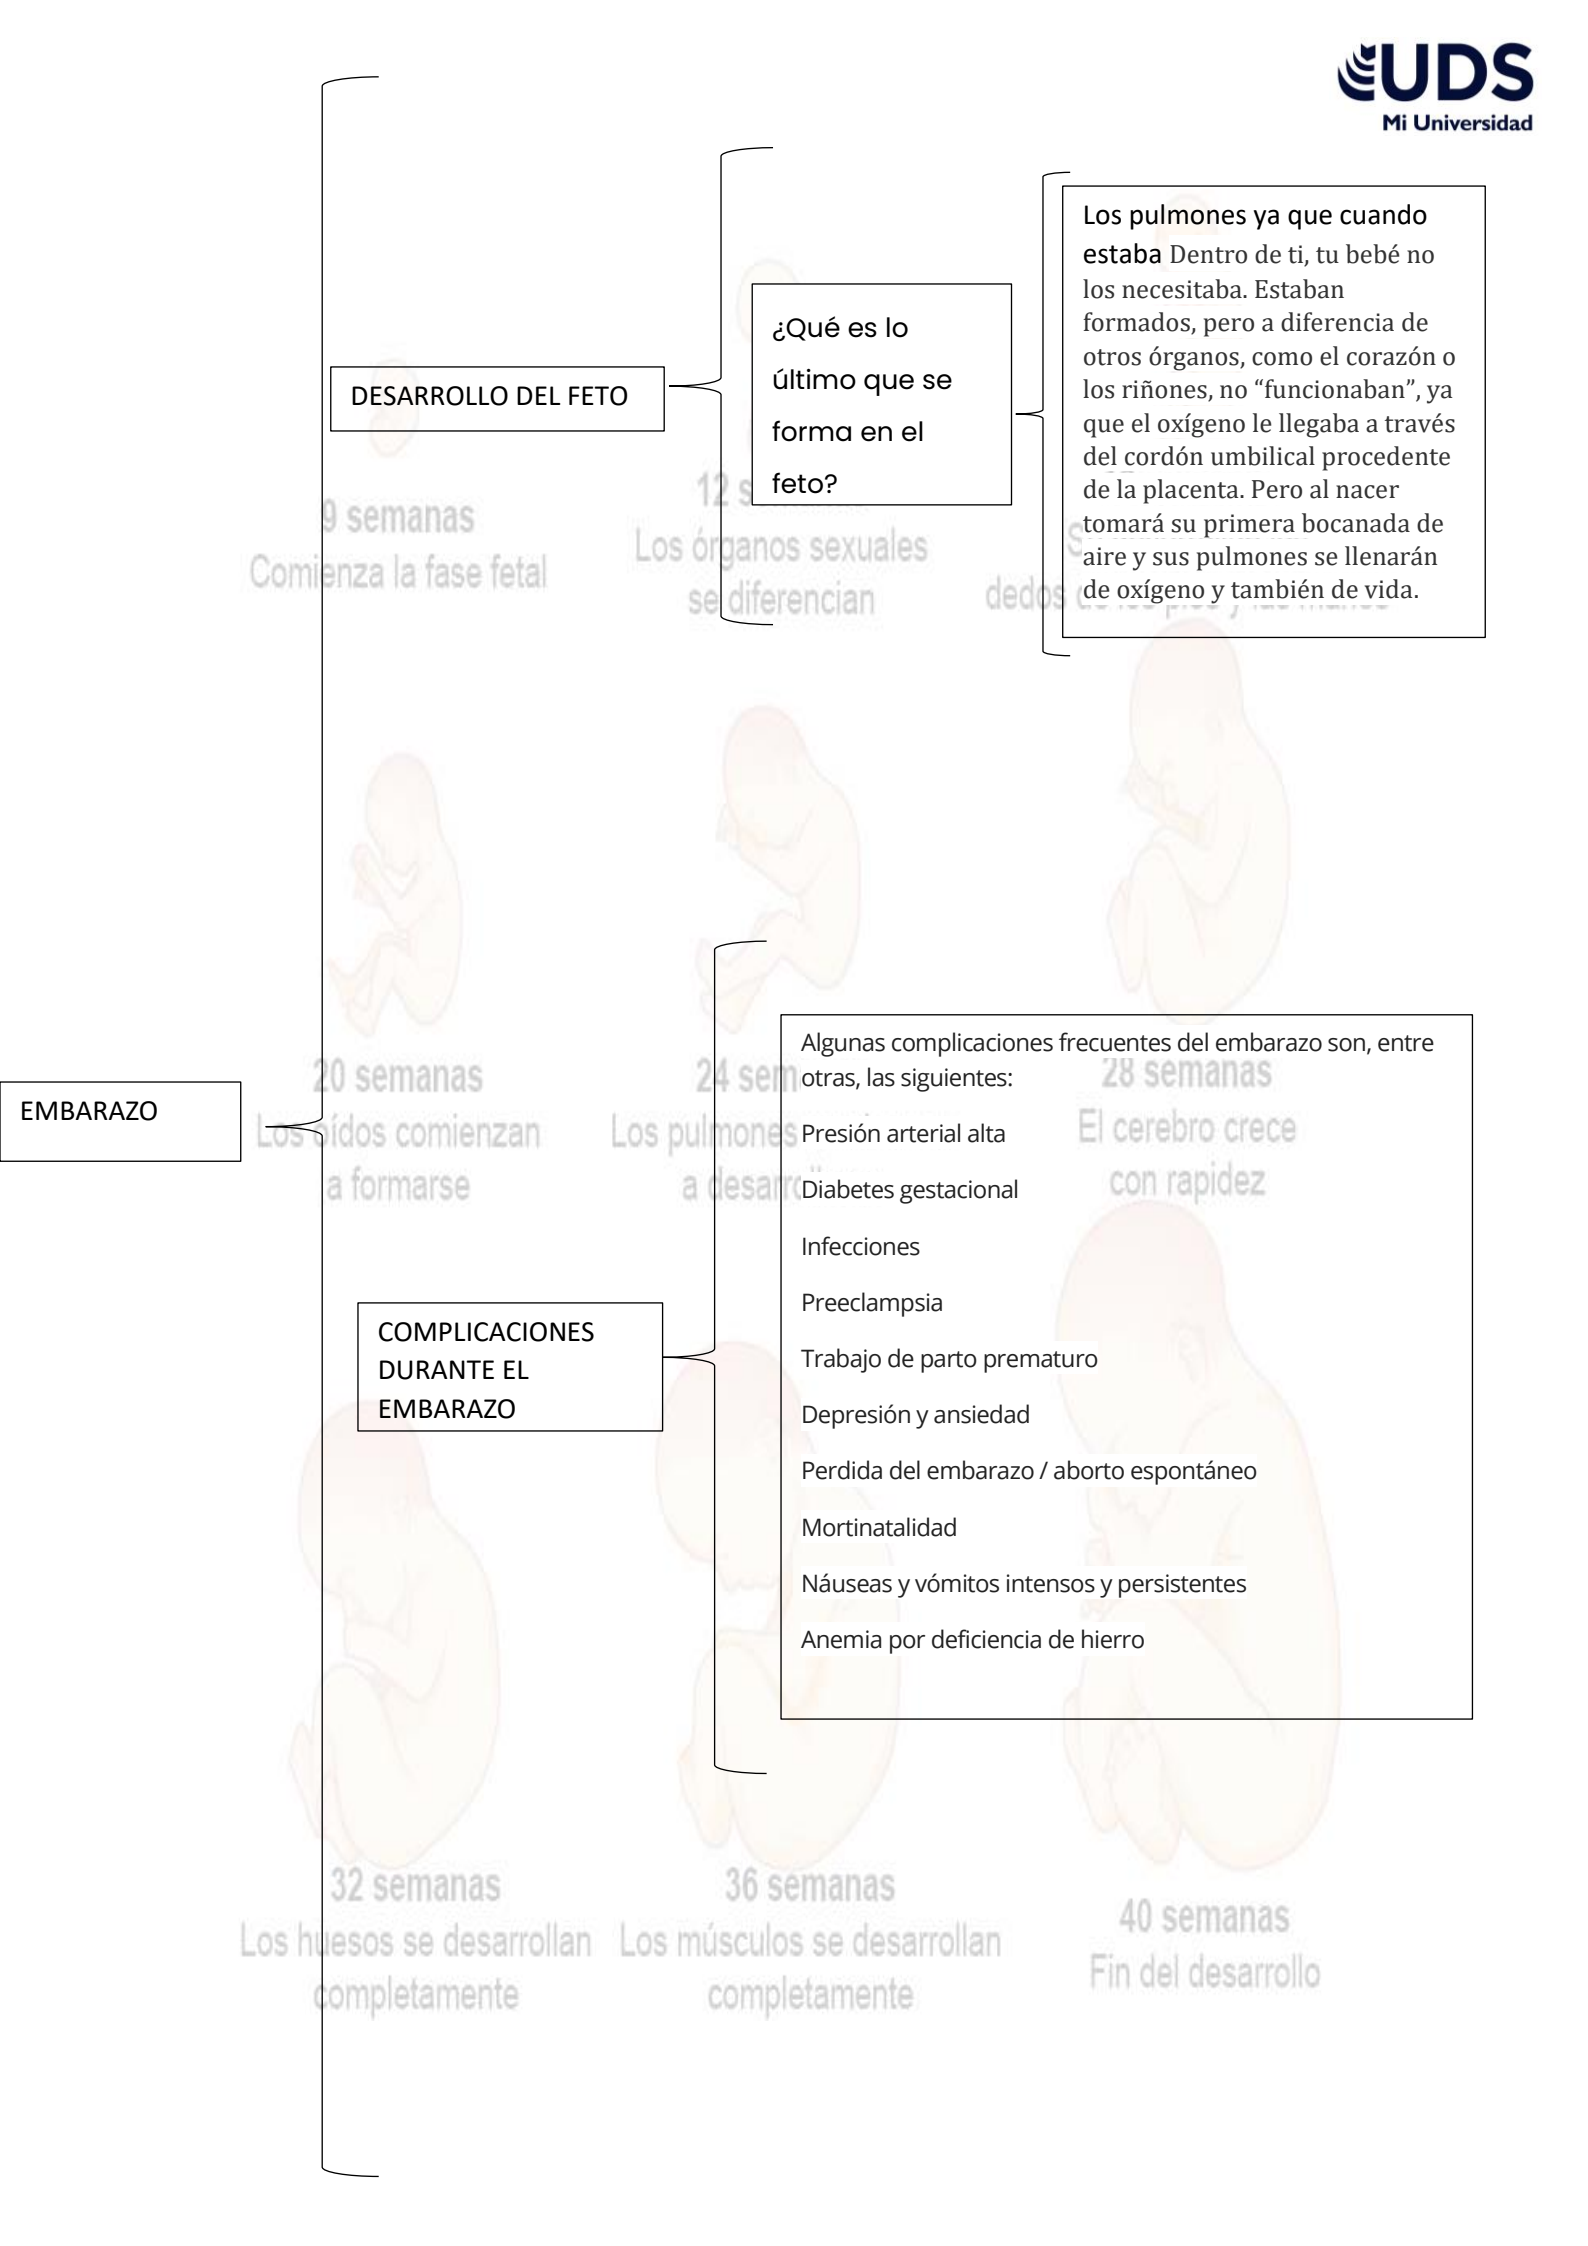 UDS
Mi Universidad
Los pulmones ya que cuando
estaba Dentro de ti, tu bebé no
los necesitaba. Estaban
formados, pero a diferencia de
otros órganos, como el corazón o
los riñones, no “funcionaban”, ya
que el oxígeno le llegaba a través
del cordón umbilical procedente
de la placenta. Pero al nacer
tomará su primera bocanada de
aire y sus pulmones se llenarán
de oxígeno y también de vida.
¿Qué es lo
último que se
forma en el
feto?
DESARROLLO DEL FETO
9 semanas
Comienza la fase fetal
12
Los órganos sexuales
se diferencian
dedos
EMBARAZO
20 semanas
Los oídos comienzan
a formarse
24
Los pulmones
a
28 semanas
El cerebro crece
con rapidez
COMPLICACIONES
DURANTE EL
EMBARAZO
Algunas complicaciones frecuentes del embarazo son, entre
otras, las siguientes:
Presión arterial alta
Diabetes gestacional
Infecciones
Preeclampsia
Trabajo de parto prematuro
Depresión y ansiedad
Perdida del embarazo / aborto espontáneo
Mortinatalidad
Náuseas y vómitos intensos y persistentes
Anemia por deficiencia de hierro
32 semanas
Los huesos se desarrollan
completamente
36 semanas
Los músculos se desarrollan
completamente
40 semanas
Fin del desarrollo